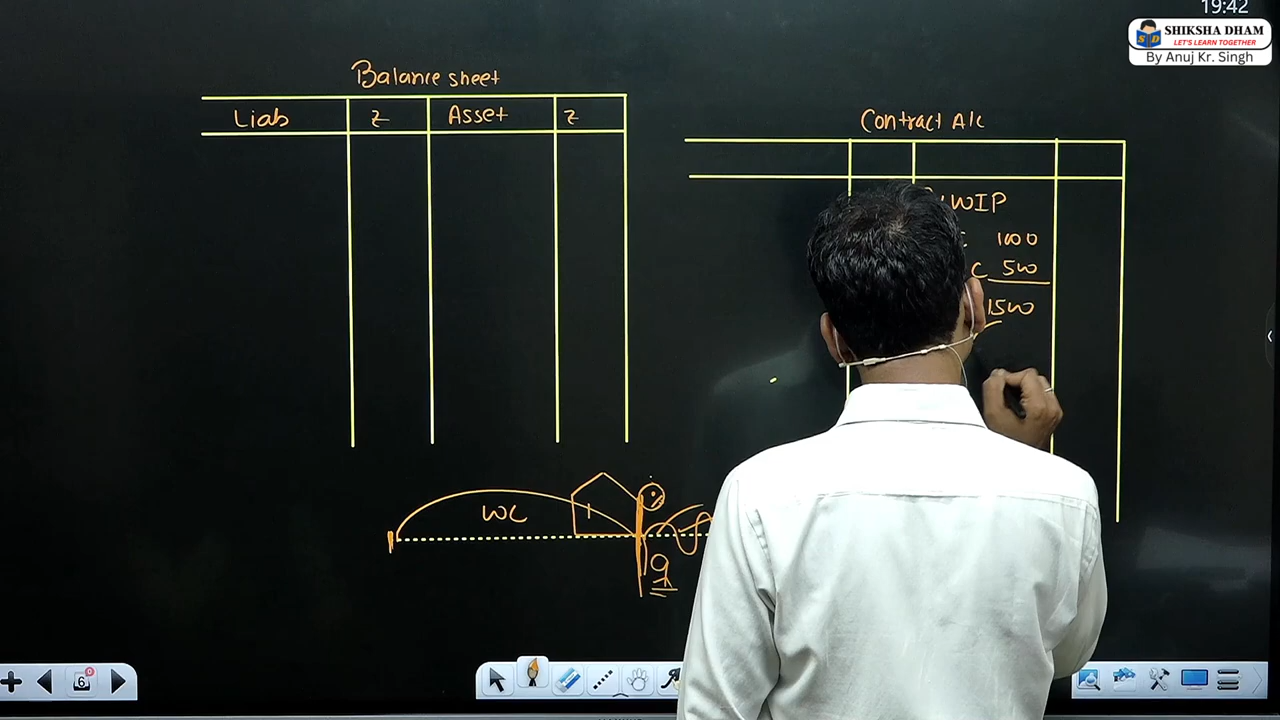 19:42
SHIKSHA DHAM
LET'S LEARN TOGETHER
By Anuj Kr. Singh
Balance sheet
Liab ₹ Asset ₹
Contract A/c
WIP
1000
C 500
1500
WC
6